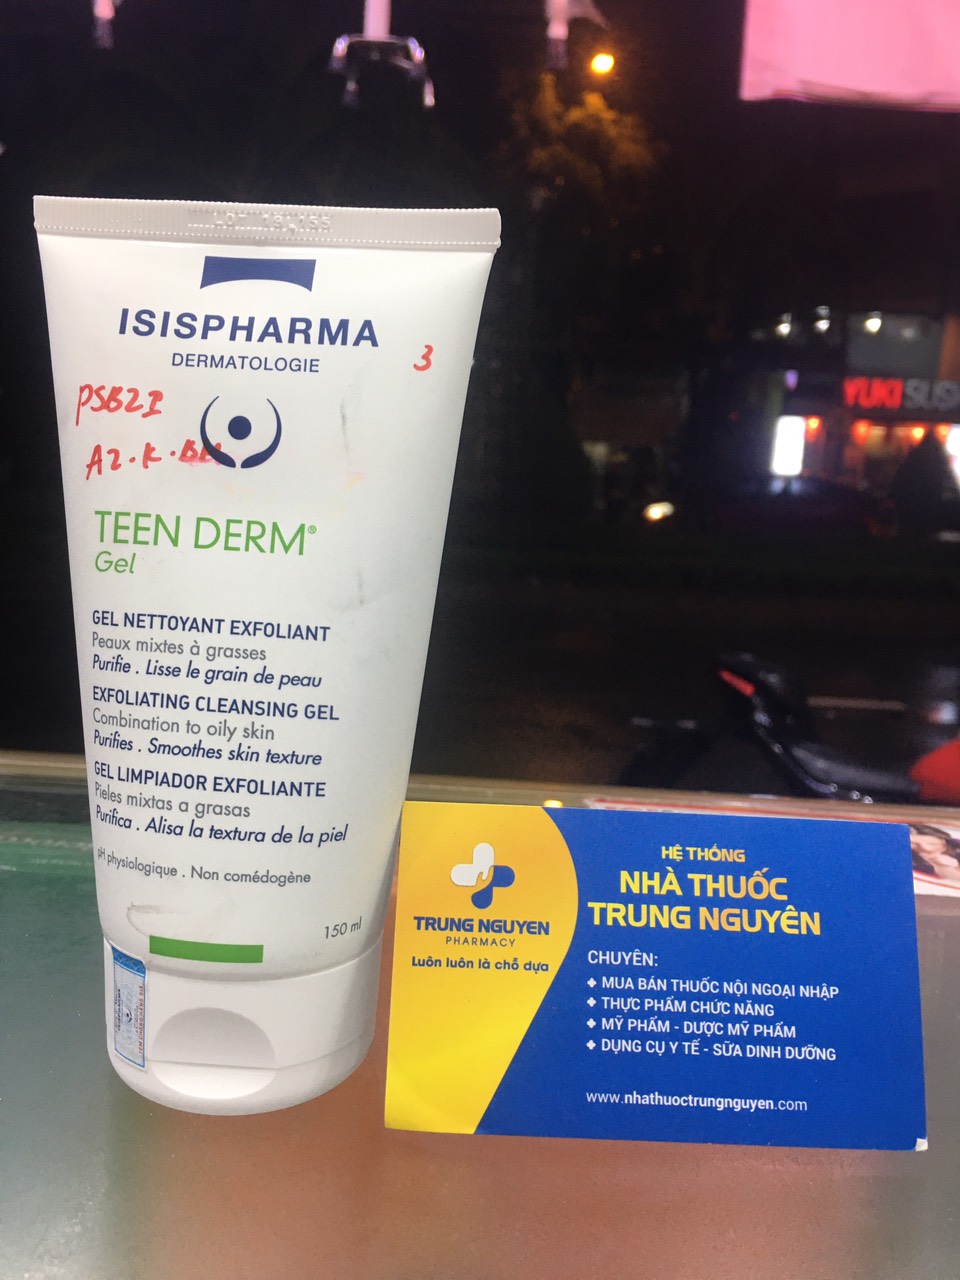 ISISPHARMA
DERMATOLOGIE
3
PSB2I
TEEN DERM®
Gel
GEL NETTOYANT EXFOLIANT
Peaux mixtes à grasses
Purifie . Lisse le grain de peau
EXFOLIATING CLEANSING GEL
Combination to oily skin
Purifies . Smoothes skin texture
GEL LIMPIADOR EXFOLIANTE
Pieles mixtas a grasas
Purifica . Alisa la textura de la piel
pH physiologique . Non comédogène
150 ml
ISISPHARMA
TRUNG NGUYEN
PHARMACY
Luôn luôn là chỗ dựa
HỆ THỐNG
NHÀ THUỐC
TRUNG NGUYÊN
CHUYÊN:
MUA BÁN THUỐC NỘI NGOẠI NHẬP
THỰC PHẨM CHỨC NĂNG
MỸ PHẨM - DƯỢC MỸ PHẨM
DỤNG CỤ Y TẾ - SỮA DINH DƯỠNG
www.nhathuoctrungnguyen.com
YUKI